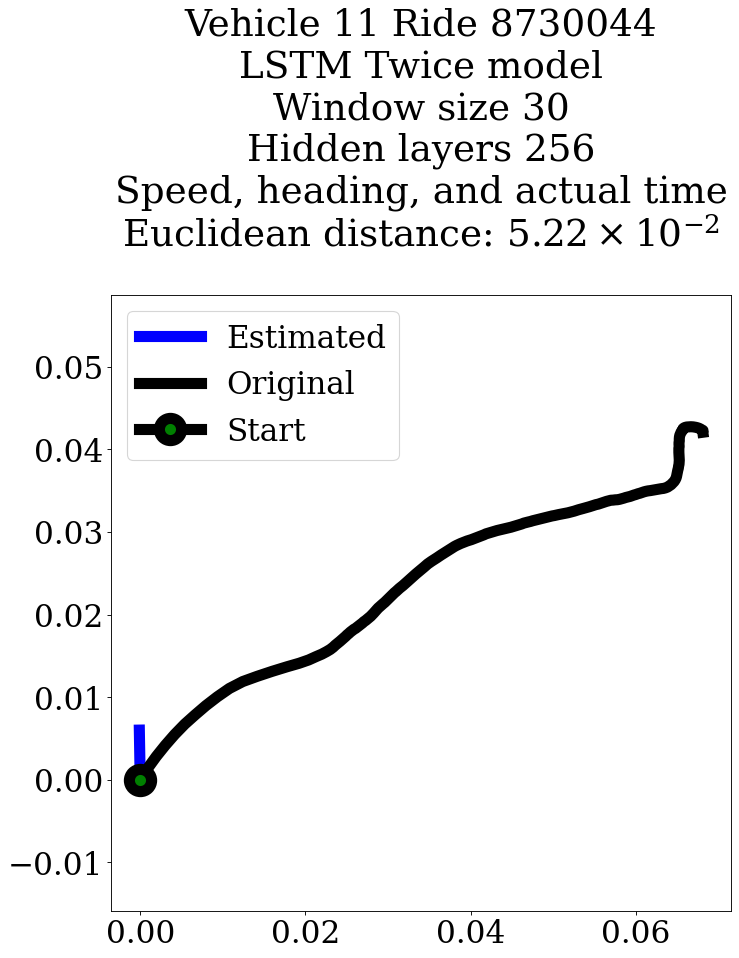 Vehicle 11 Ride 8730044
LSTM Twice model
Window size 30
Hidden layers 256
Speed, heading, and actual time
Euclidean distance: 5.22 × 10⁻²
Estimated
Original
Start
0.05
0.04
0.03
0.02
0.01
0.00
−0.01
0.00 0.02 0.04 0.06